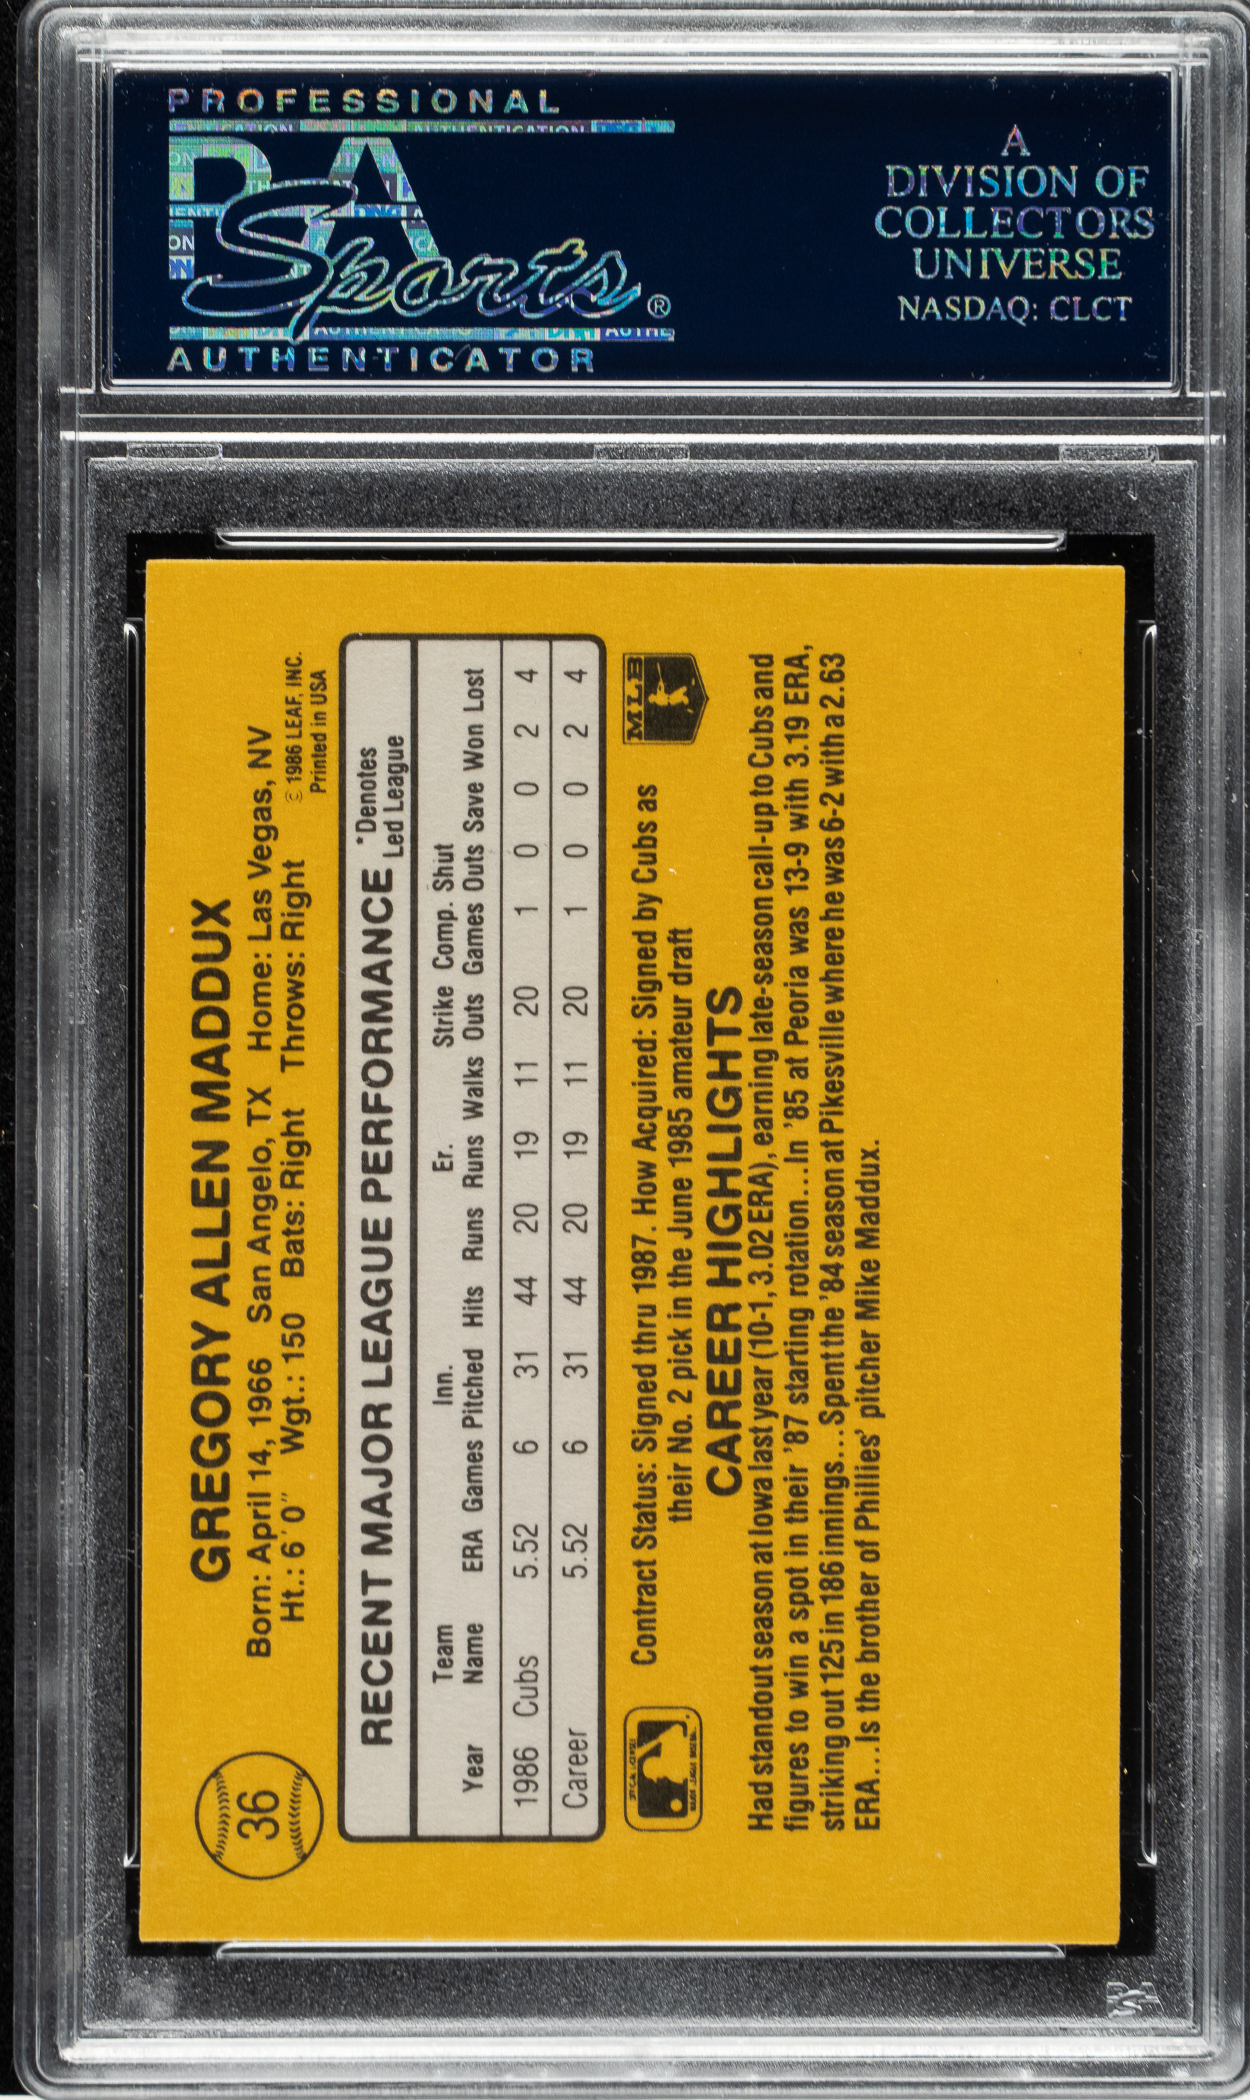 PROFESSIONAL
PSA
Sports®
AUTHENTICATOR
A
DIVISION OF
COLLECTORS
UNIVERSE
NASDAQ: CLCT
36
GREGORY ALLEN MADDUX
Born: April 14, 1966 San Angelo, TX Home: Las Vegas, NV
Ht.: 6'0" Wgt.: 150 Bats: Right Throws: Right
© 1986 LEAF, INC.
Printed in USA
RECENT MAJOR LEAGUE PERFORMANCE *Denotes Led League
Year Team Name ERA Games Inn. Pitched Hits Runs Er. Runs Walks Strike Outs Comp. Games Shut Outs Save Won Lost
1986 Cubs 5.52 6 31 44 20 19 11 20 1 0 0 2 4
Career 5.52 6 31 44 20 19 11 20 1 0 0 2 4
Contract Status: Signed thru 1987. How Acquired: Signed by Cubs as
their No. 2 pick in the June 1985 amateur draft
MLB
CAREER HIGHLIGHTS
Had standout season at Iowa last year (10-1, 3.02 ERA), earning late-season call-up to Cubs and
figures to win a spot in their '87 starting rotation...In '85 at Peoria was 13-9 with 3.19 ERA,
striking out 125 in 186 innings...Spent the '84 season at Pikesville where he was 6-2 with a 2.63
ERA...Is the brother of Phillies' pitcher Mike Maddux.
PSA